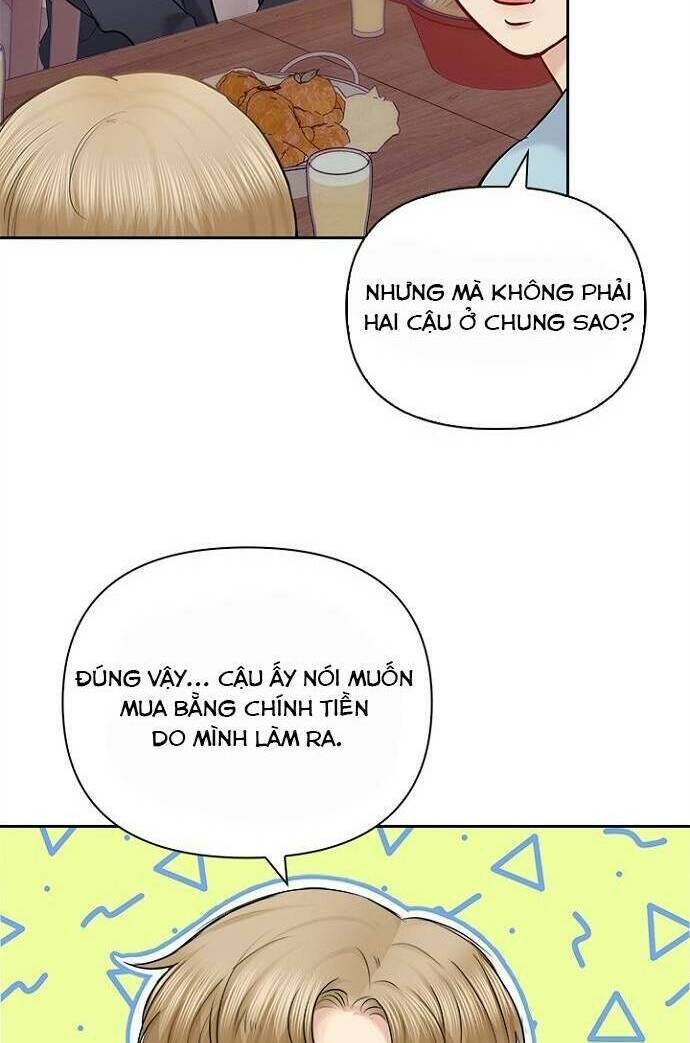 NHƯNG MÀ KHÔNG PHẢI
HAI CẬU Ở CHUNG SAO?
ĐÚNG VẬY... CẬU ẤY NÓI MUỐN
MUA BẰNG CHÍNH TIỀN
DO MÌNH LÀM RA.